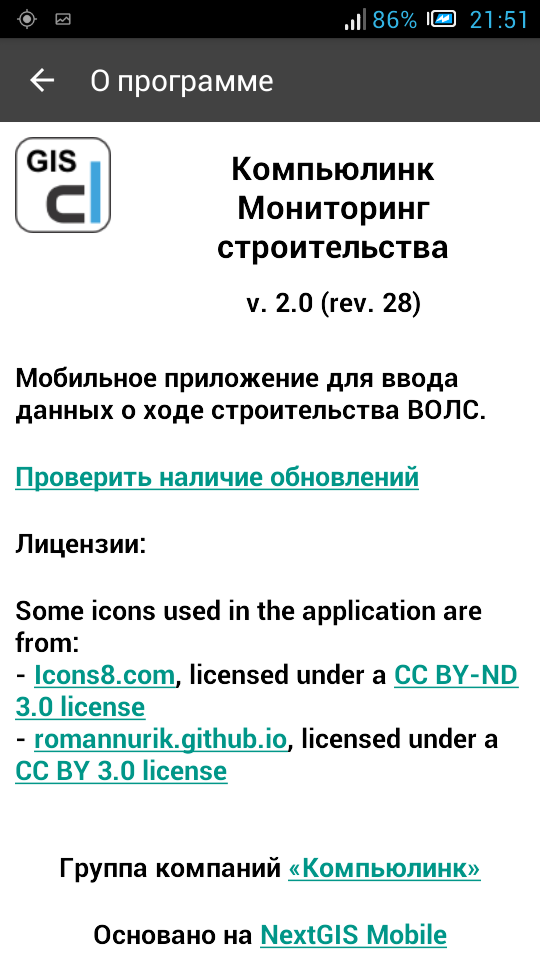 86% 21:51
О программе
GIS
cl
Компьюлинк
Мониторинг
строительства
v. 2.0 (rev. 28)
Мобильное приложение для ввода
данных о ходе строительства ВОЛС.
Проверить наличие обновлений
Лицензии:
Some icons used in the application are
from:
- Icons8.com, licensed under a CC BY-ND
3.0 license
- romannurik.github.io, licensed under a
CC BY 3.0 license
Группа компаний «Компьюлинк»
Основано на NextGIS Mobile